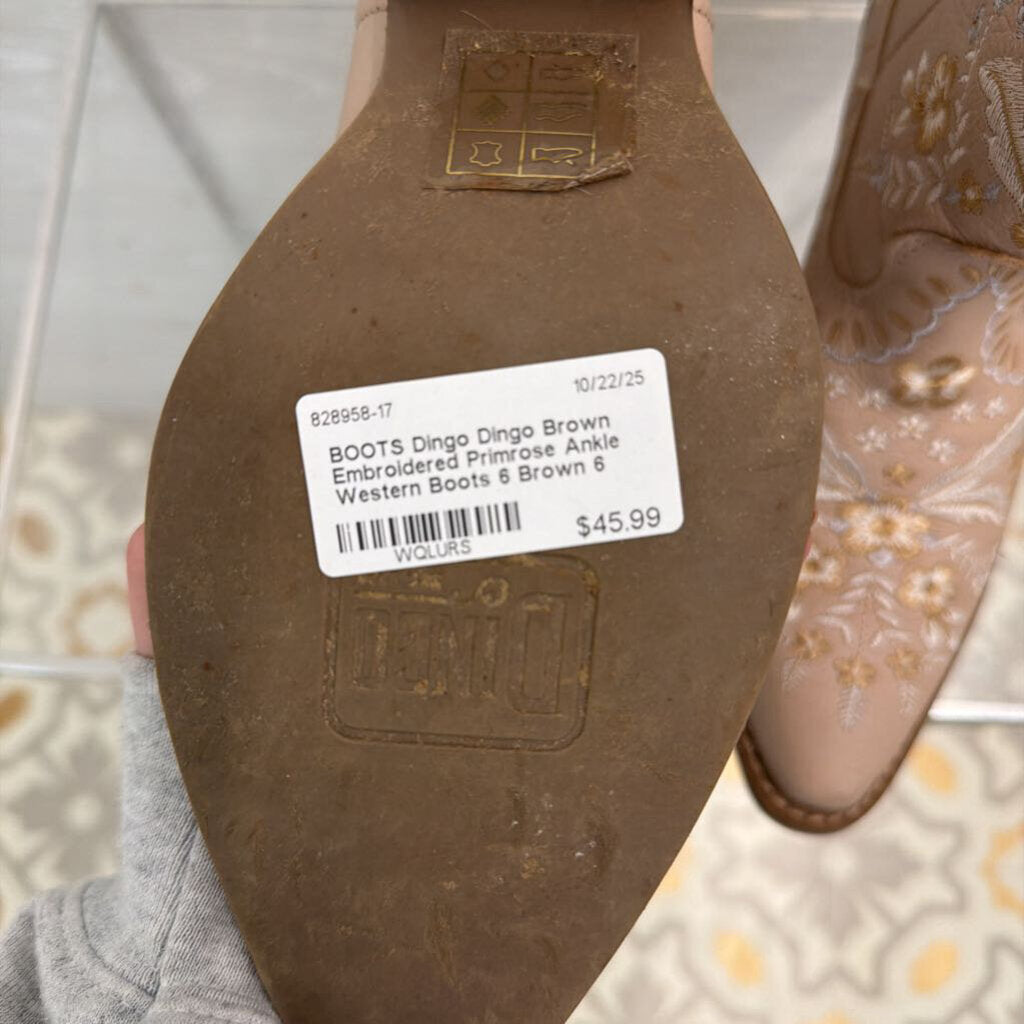 828958-17
10/22/25
BOOTS Dingo Dingo Brown
Embroidered Primrose Ankle
Western Boots 6 Brown 6
WQLURS
$45.99
DINGO